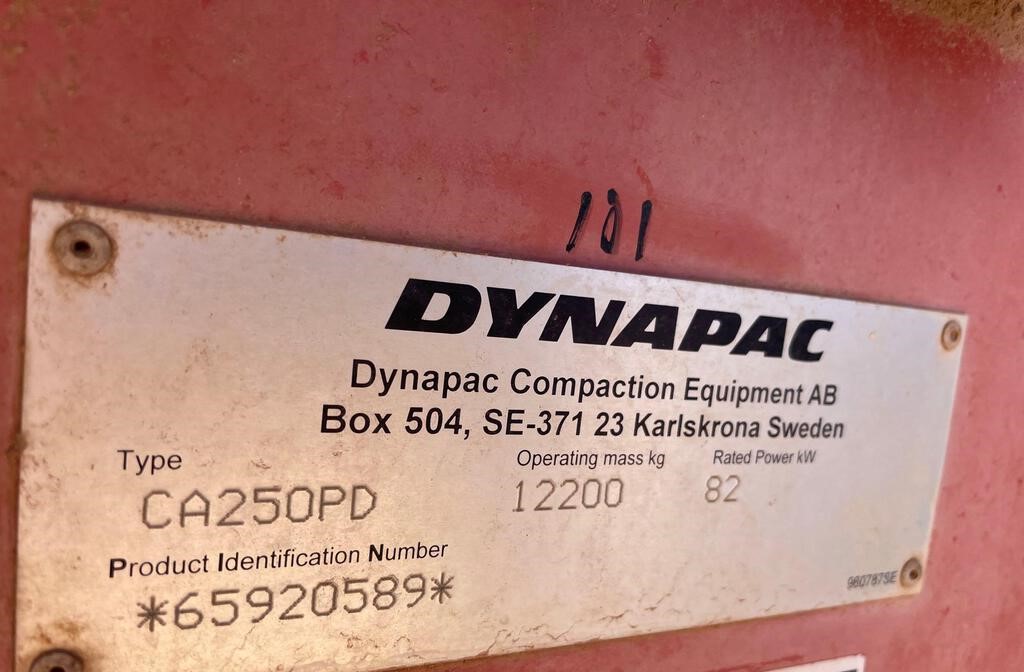 101
DYNAPAC
Dynapac Compaction Equipment AB
Box 504, SE-371 23 Karlskrona Sweden
Type Operating mass kg Rated Power kW
CA250PD 12200 82
Product Identification Number
*65920589*
980787SE